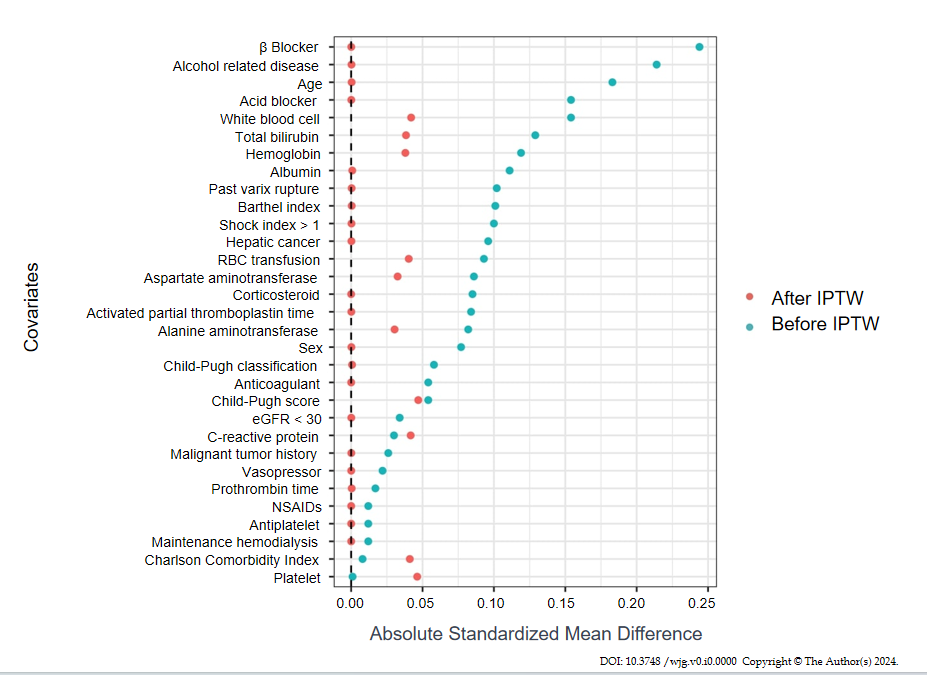 Covariates
β Blocker
Alcohol related disease
Age
Acid blocker
White blood cell
Total bilirubin
Hemoglobin
Albumin
Past varix rupture
Barthel index
Shock index > 1
Hepatic cancer
RBC transfusion
Aspartate aminotransferase
Corticosteroid
Activated partial thromboplastin time
Alanine aminotransferase
Sex
Child-Pugh classification
Anticoagulant
Child-Pugh score
eGFR < 30
C-reactive protein
Malignant tumor history
Vasopressor
Prothrombin time
NSAIDs
Antiplatelet
Maintenance hemodialysis
Charlson Comorbidity Index
Platelet
0.00 0.05 0.10 0.15 0.20 0.25
Absolute Standardized Mean Difference
After IPTW
Before IPTW
DOI: 10.3748 /wjg.v0.i0.0000 Copyright © The Author(s) 2024.